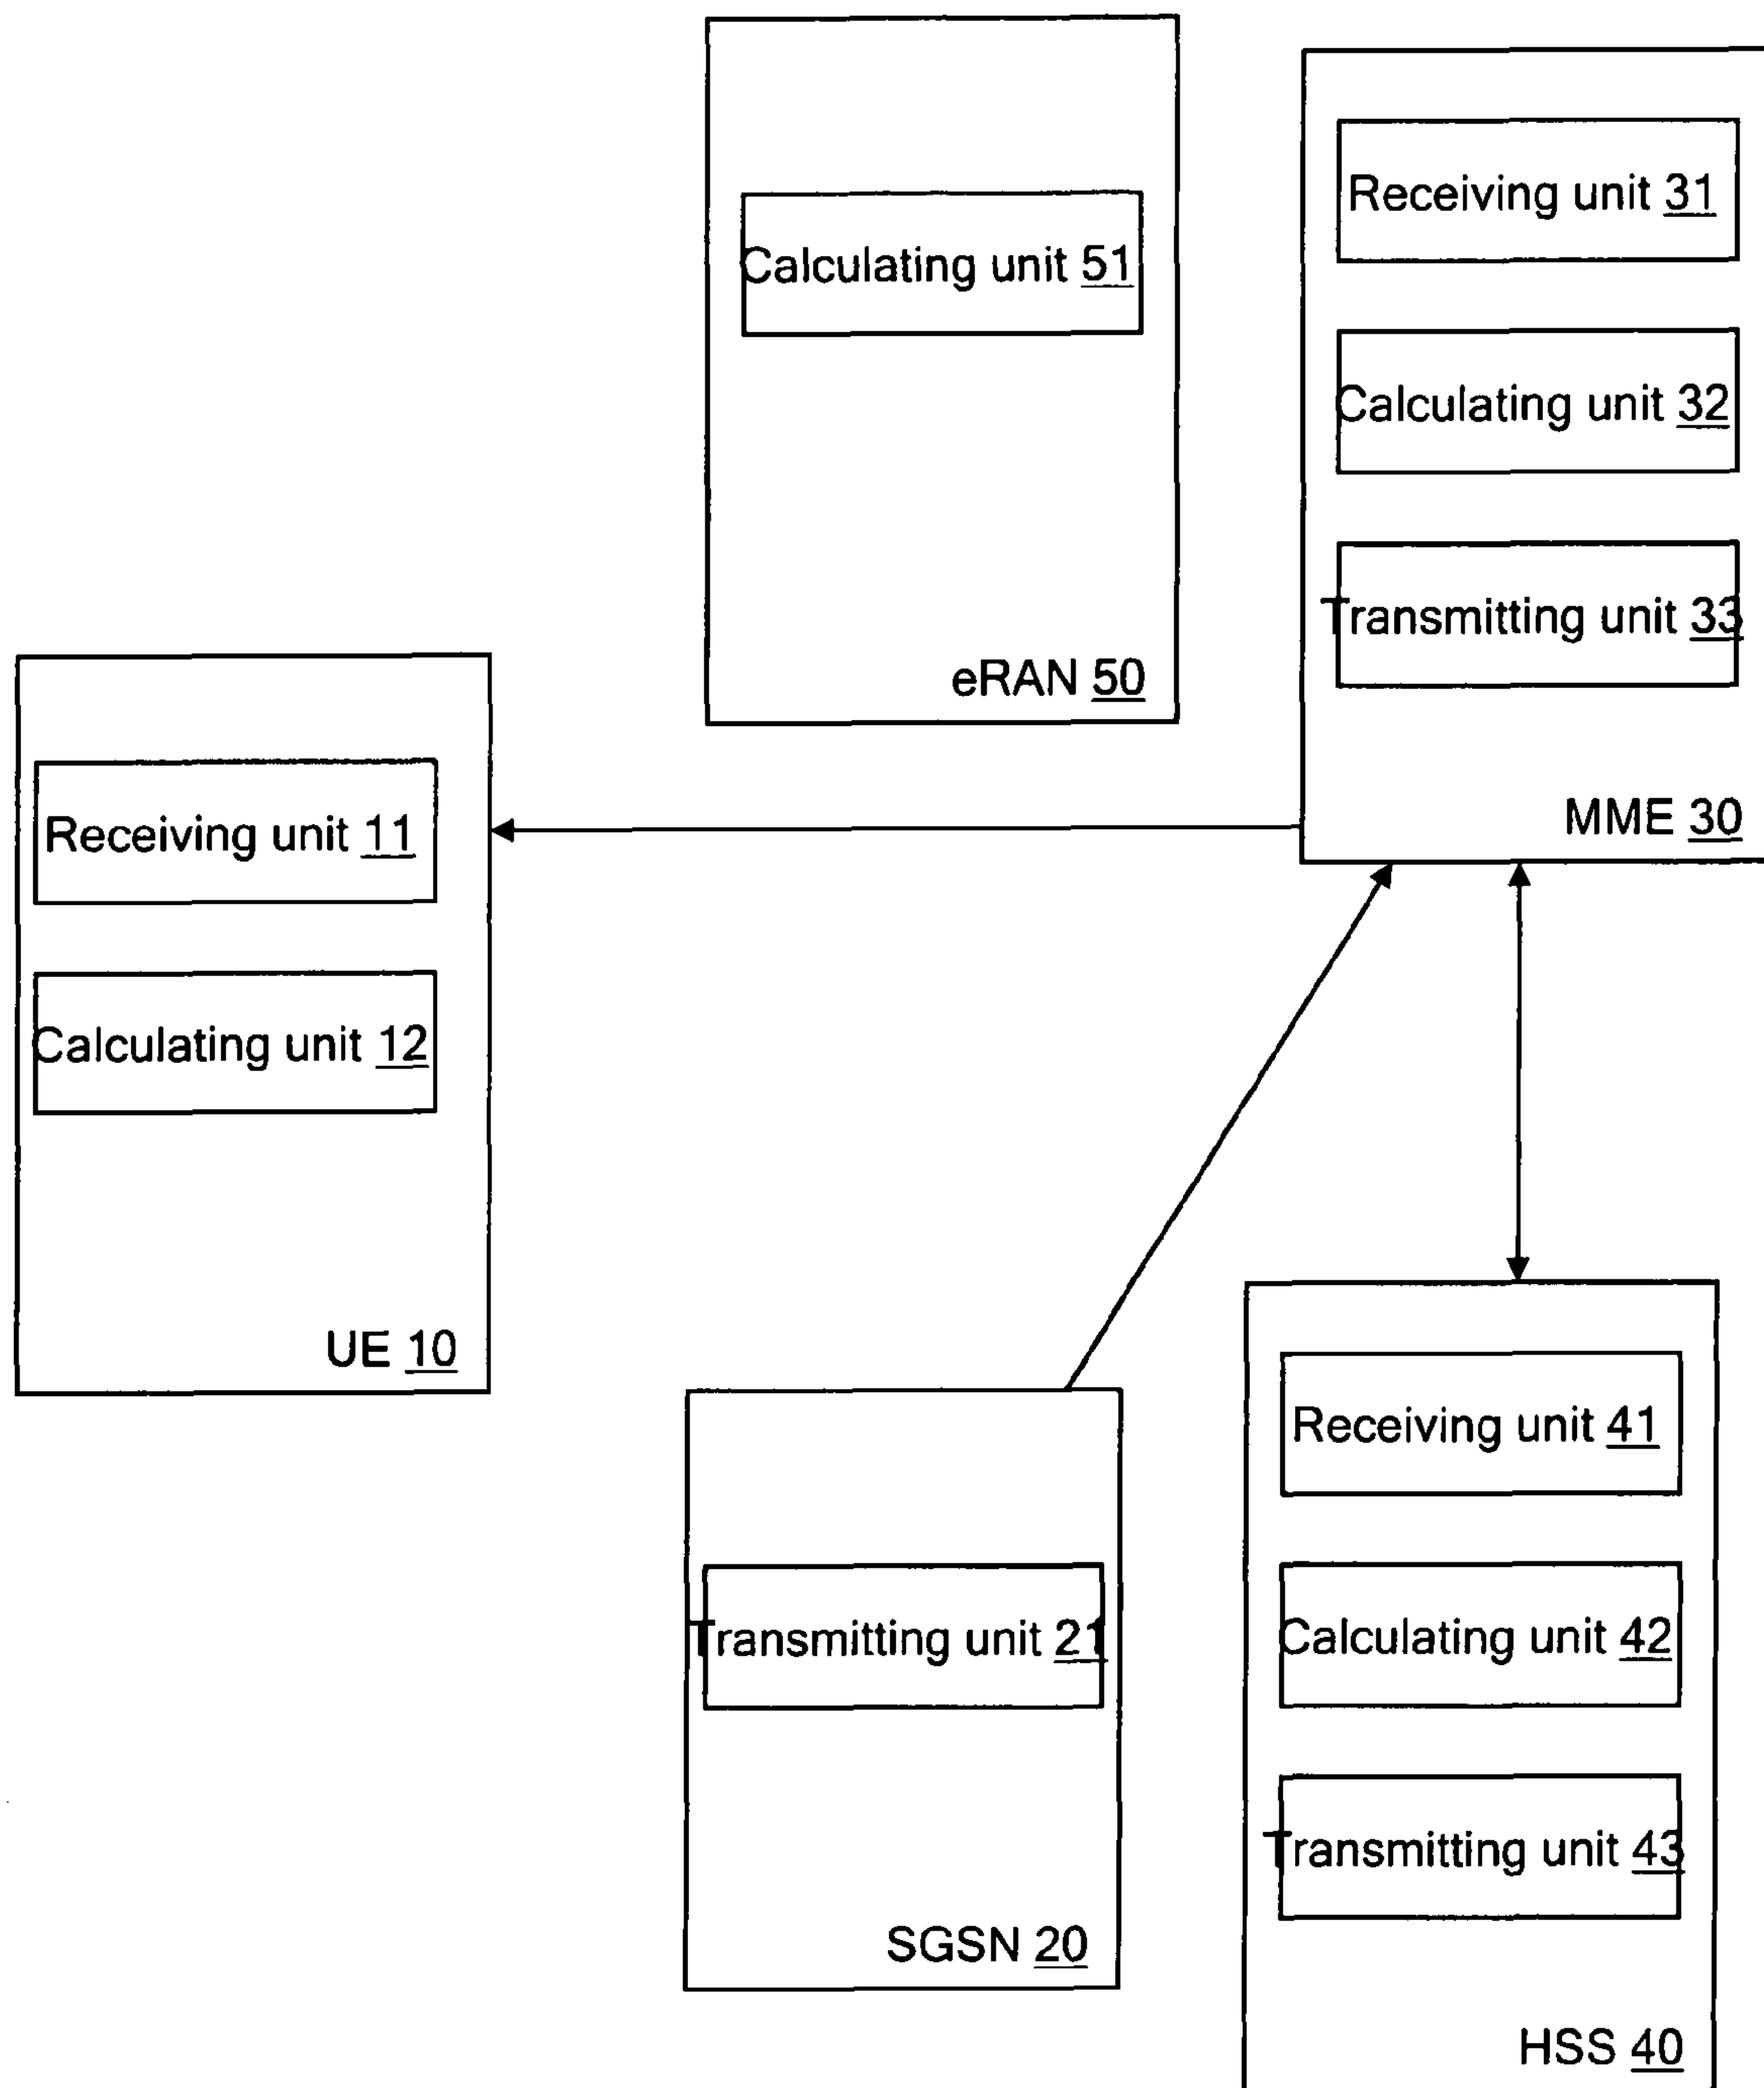 Calculating unit 51
eRAN 50
Receiving unit 31
Calculating unit 32
Transmitting unit 33
MME 30
Receiving unit 11
Calculating unit 12
UE 10
Transmitting unit 21
SGSN 20
Receiving unit 41
Calculating unit 42
Transmitting unit 43
HSS 40